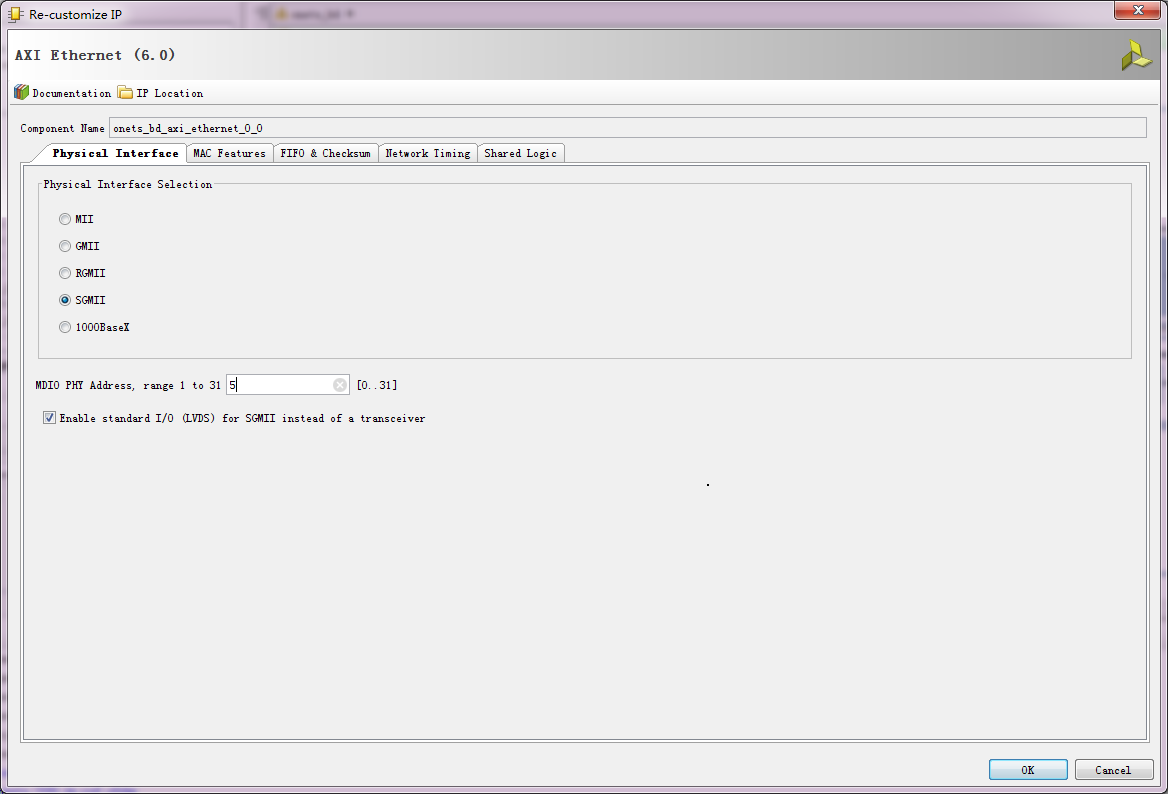 Re-customize IP
AXI Ethernet (6.0)
Documentation IP Location
Component Name onets_bd_axi_ethernet_0_0
Physical Interface MAC Features FIFO & Checksum Network Timing Shared Logic
Physical Interface Selection
MII
GMII
RGMII
SGMII
1000BaseX
MDIO PHY Address, range 1 to 31 5 [0..31]
Enable standard I/O (LVDS) for SGMII instead of a transceiver
OK Cancel